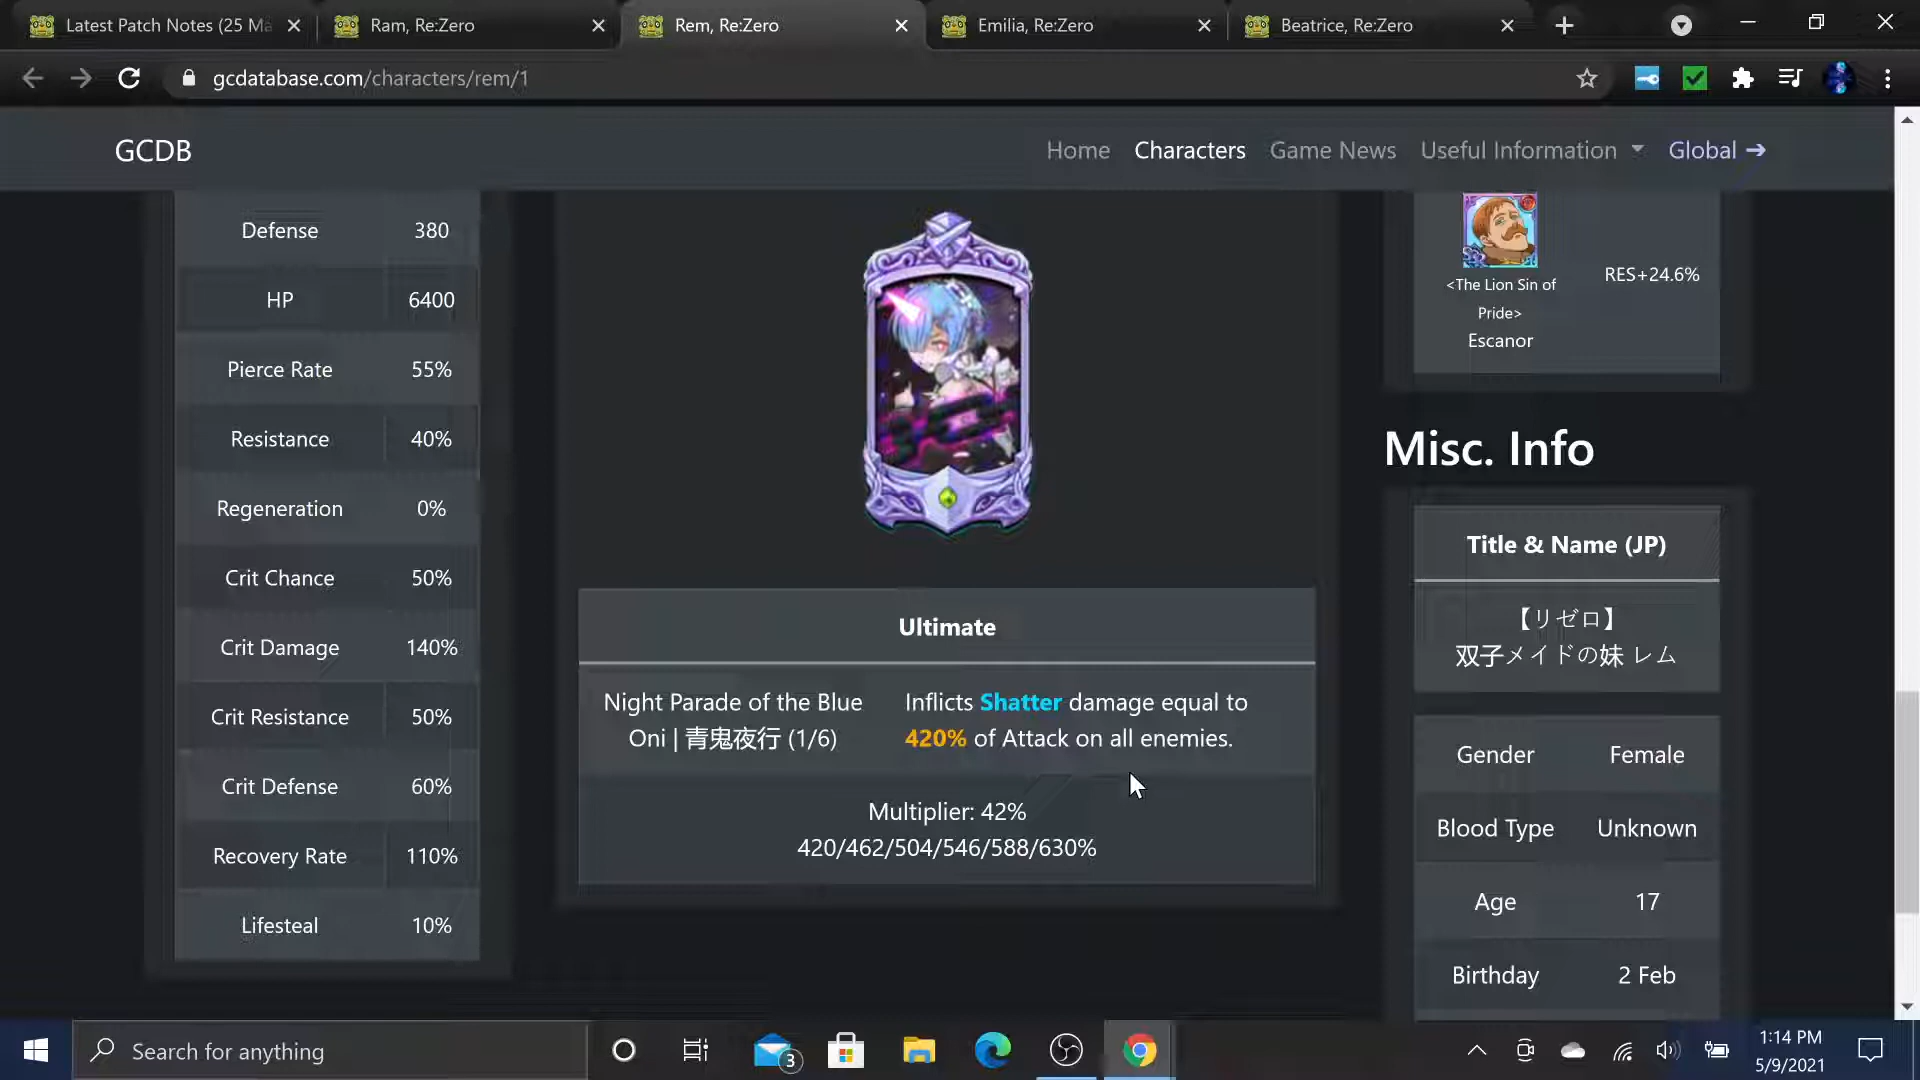 Latest Patch Notes (25 Ma
Ram, Re:Zero
Rem, Re:Zero
Emilia, Re:Zero
Beatrice, Re:Zero
gcdatabase.com/characters/rem/1
GCDB
Home
Characters
Game News
Useful Information
Global
Defense 380
HP 6400
Pierce Rate 55%
Resistance 40%
Regeneration 0%
Crit Chance 50%
Crit Damage 140%
Crit Resistance 50%
Crit Defense 60%
Recovery Rate 110%
Lifesteal 10%
Ultimate
Night Parade of the Blue
Oni | 青鬼夜行 (1/6)
Inflicts Shatter damage equal to
420% of Attack on all enemies.
Multiplier: 42%
420/462/504/546/588/630%
<The Lion Sin of
Pride>
Escanor
RES+24.6%
Misc. Info
Title & Name (JP)
【リゼロ】
双子メイドの妹 レム
Gender Female
Blood Type Unknown
Age 17
Birthday 2 Feb
Search for anything
3
1:14 PM
5/9/2021